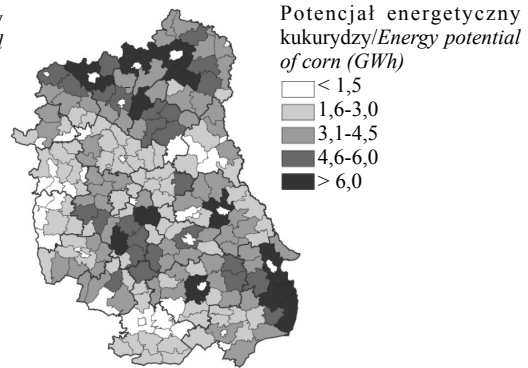 Potencjał energetyczny
kukurydzy/Energy potential
of corn (GWh)
< 1,5
1,6-3,0
3,1-4,5
4,6-6,0
> 6,0